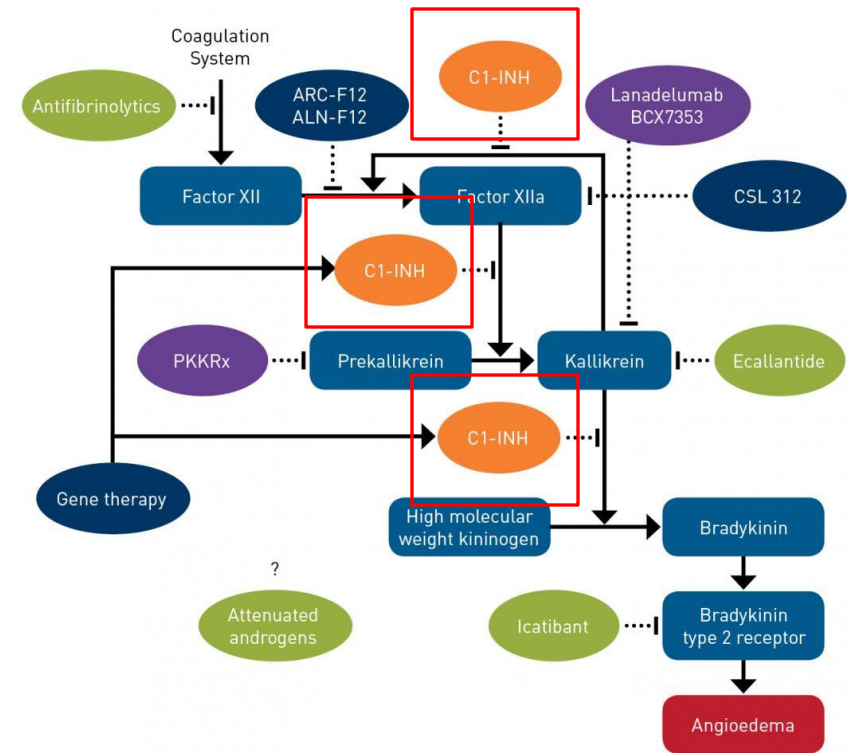 Coagulation
System
Antifibrinolytics
ARC-F12
ALN-F12
C1-INH
Lanadelumab
BCX7353
Factor XII
Factor XIIa
CSL 312
C1-INH
PKKRx
Prekallikrein
Kallikrein
Ecallantide
C1-INH
Gene therapy
High molecular
weight kininogen
Bradykinin
?
Attenuated
androgens
Icatibant
Bradykinin
type 2 receptor
Angioedema